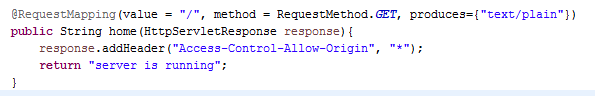 @RequestMapping(value = "/", method = RequestMethod.GET, produces={"text/plain"})
public String home(HttpServletResponse response){
response.addHeader("Access-Control-Allow-Origin", "*");
return "server is running";
}